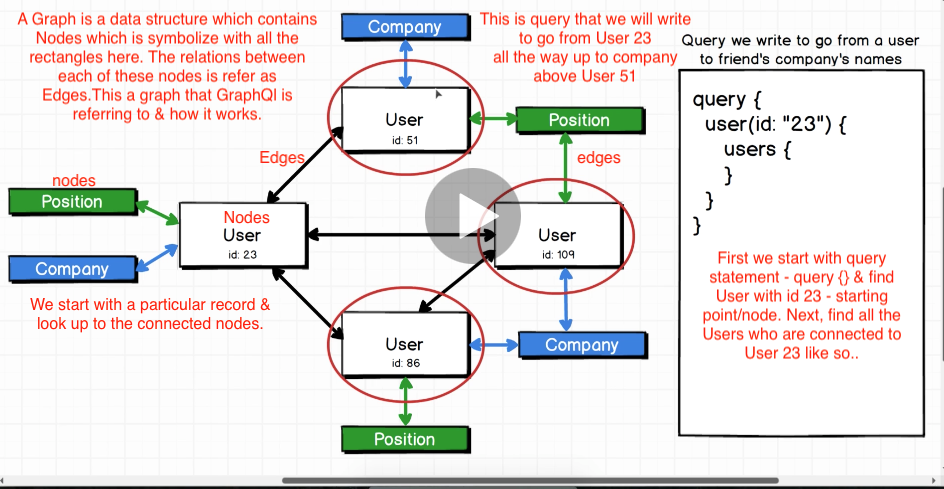 A Graph is a data structure which contains
Nodes which is symbolize with all the
rectangles here. The relations between
each of these nodes is refer as
Edges.This a graph that GraphQl is
referring to & how it works.
Company
This is query that we will write
to go from User 23
all the way up to company
above User 51
Query we write to go from a user
to friend's company's names
User
id: 51
Position
Edges
edges
nodes
Position
Nodes
User
id: 23
User
id: 109
Company
We start with a particular record &
look up to the connected nodes.
User
id: 86
Company
Position
query {
user(id: "23") {
users {
}
}
}
First we start with query
statement - query {} & find
User with id 23 - starting
point/node. Next, find all the
Users who are connected to
User 23 like so..